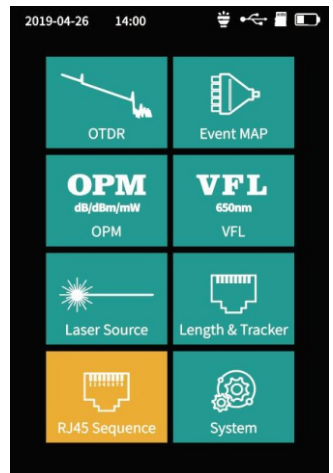 2019-04-26 14:00
OTDR
Event MAP
OPM
dB/dBm/mW
OPM
VFL
650nm
VFL
Laser Source
Length & Tracker
RJ45 Sequence
System